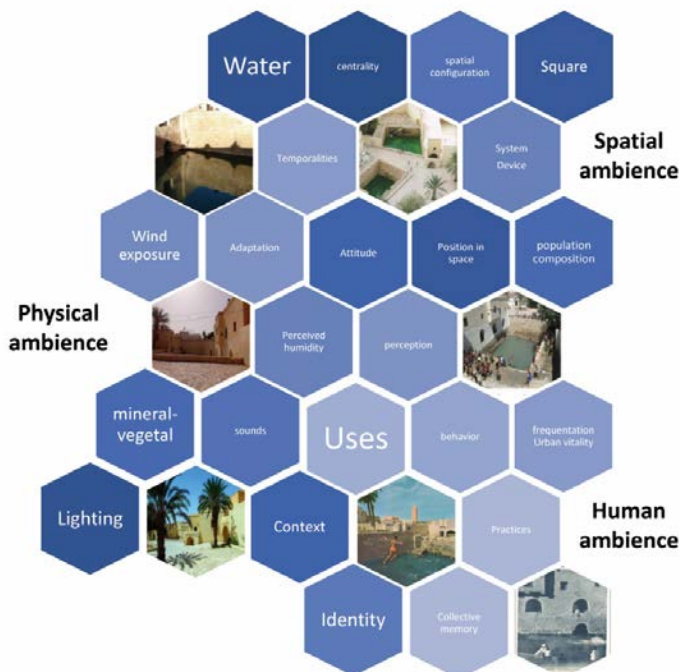 Water
centrality
spatial
configuration
Square
Temporalities
System
Device
Spatial
ambience
Wind
exposure
Adaptation
Attitude
Position in
space
population
composition
Physical
ambience
Perceived
humidity
perception
mineral-
vegetal
sounds
Uses
behavior
frequentation
Urban vitality
Lighting
Context
Practices
Human
ambience
Identity
Collective
memory